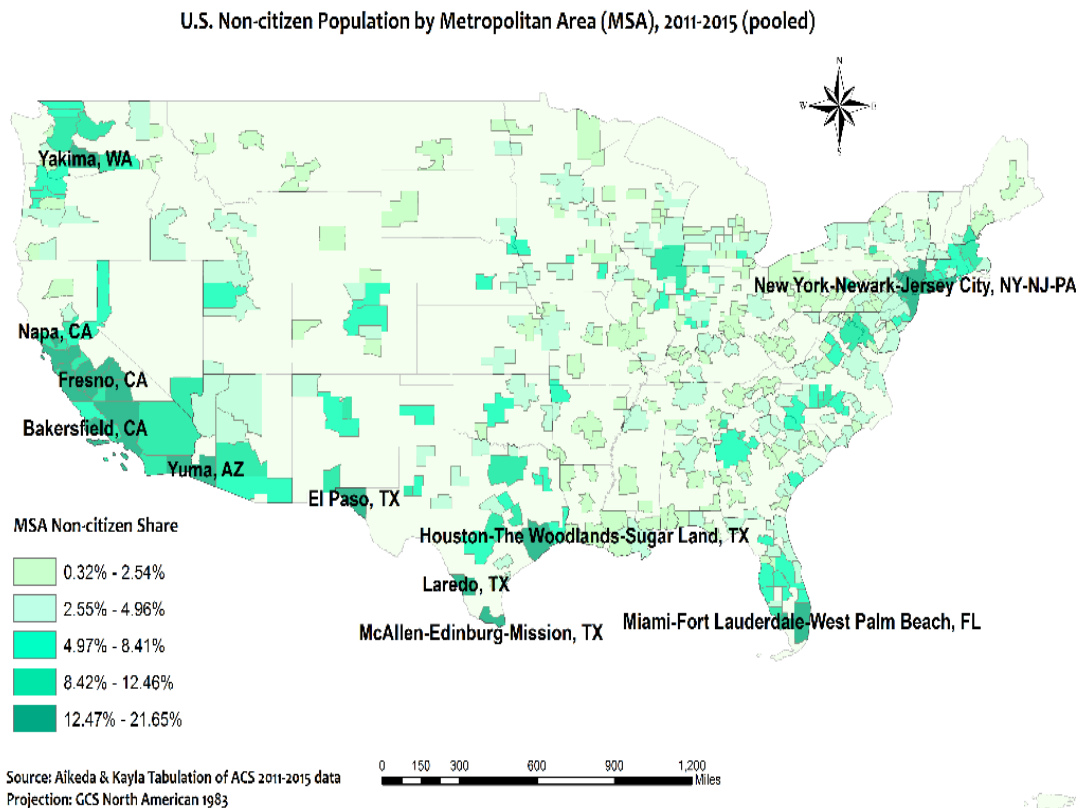 U.S. Non-citizen Population by Metropolitan Area (MSA), 2011-2015 (pooled)
N
W
E
S
Yakima, WA
New York-Newark-Jersey City, NY-NJ-PA
Napa, CA
Fresno, CA
Bakersfield, CA
Yuma, AZ
El Paso, TX
Houston-The Woodlands-Sugar Land, TX
Laredo, TX
McAllen-Edinburg-Mission, TX
Miami-Fort Lauderdale-West Palm Beach, FL
MSA Non-citizen Share
0.32% - 2.54%
2.55% - 4.96%
4.97% - 8.41%
8.42% - 12.46%
12.47% - 21.65%
0 150 300 600 900 1,200
Miles
Source: Aikeda & Kayla Tabulation of ACS 2011-2015 data
Projection: GCS North American 1983